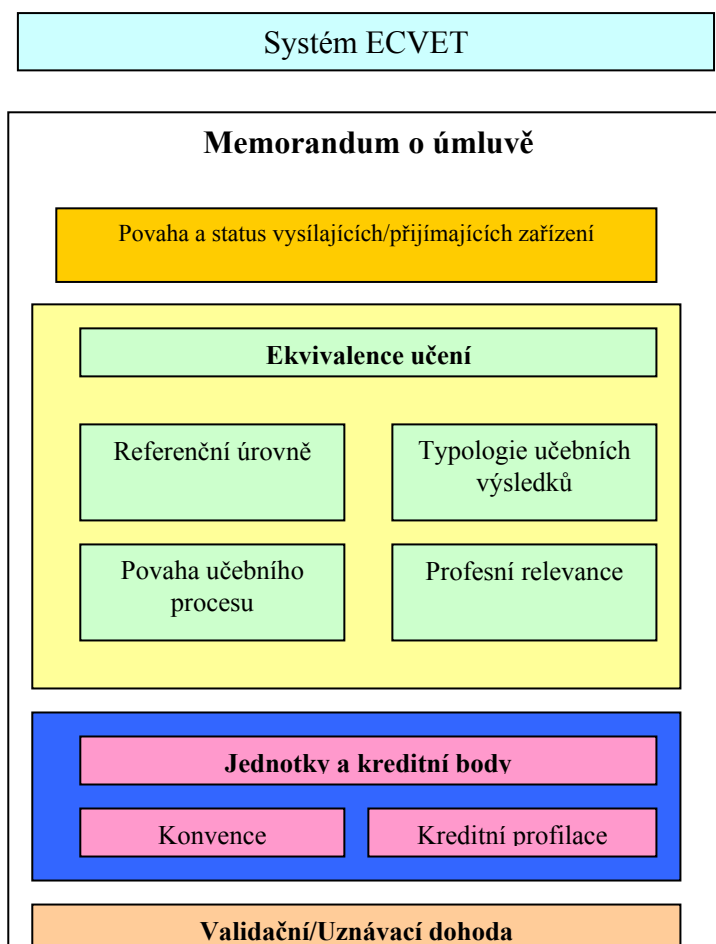 Systém ECVET
Memorandum o úmluvě
Povaha a status vysílajících/přijímajících zařízení
Ekvivalence učení
Referenční úrovně
Typologie učebních
výsledků
Povaha učebního
procesu
Profesní relevance
Jednotky a kreditní body
Konvence
Kreditní profilace
Validační/Uznávací dohoda